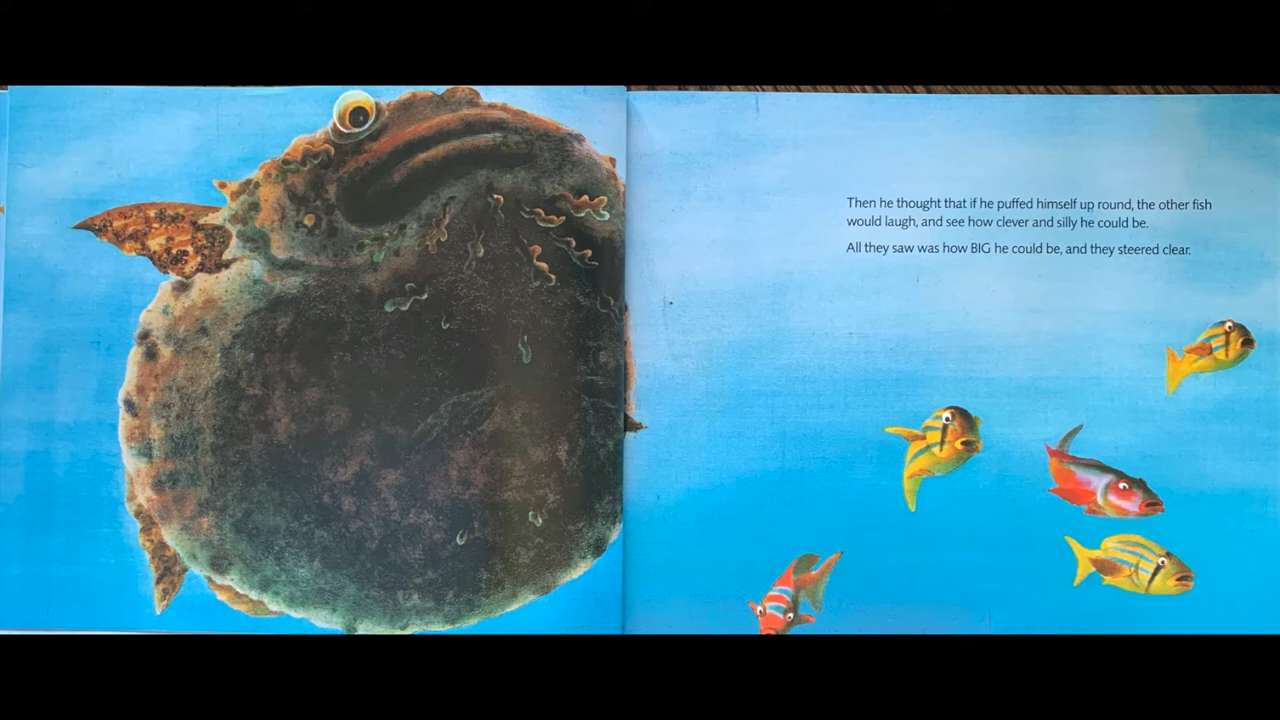 Then he thought that if he puffed himself up round, the other fish
would laugh, and see how clever and silly he could be.
All they saw was how BIG he could be, and they steered clear.